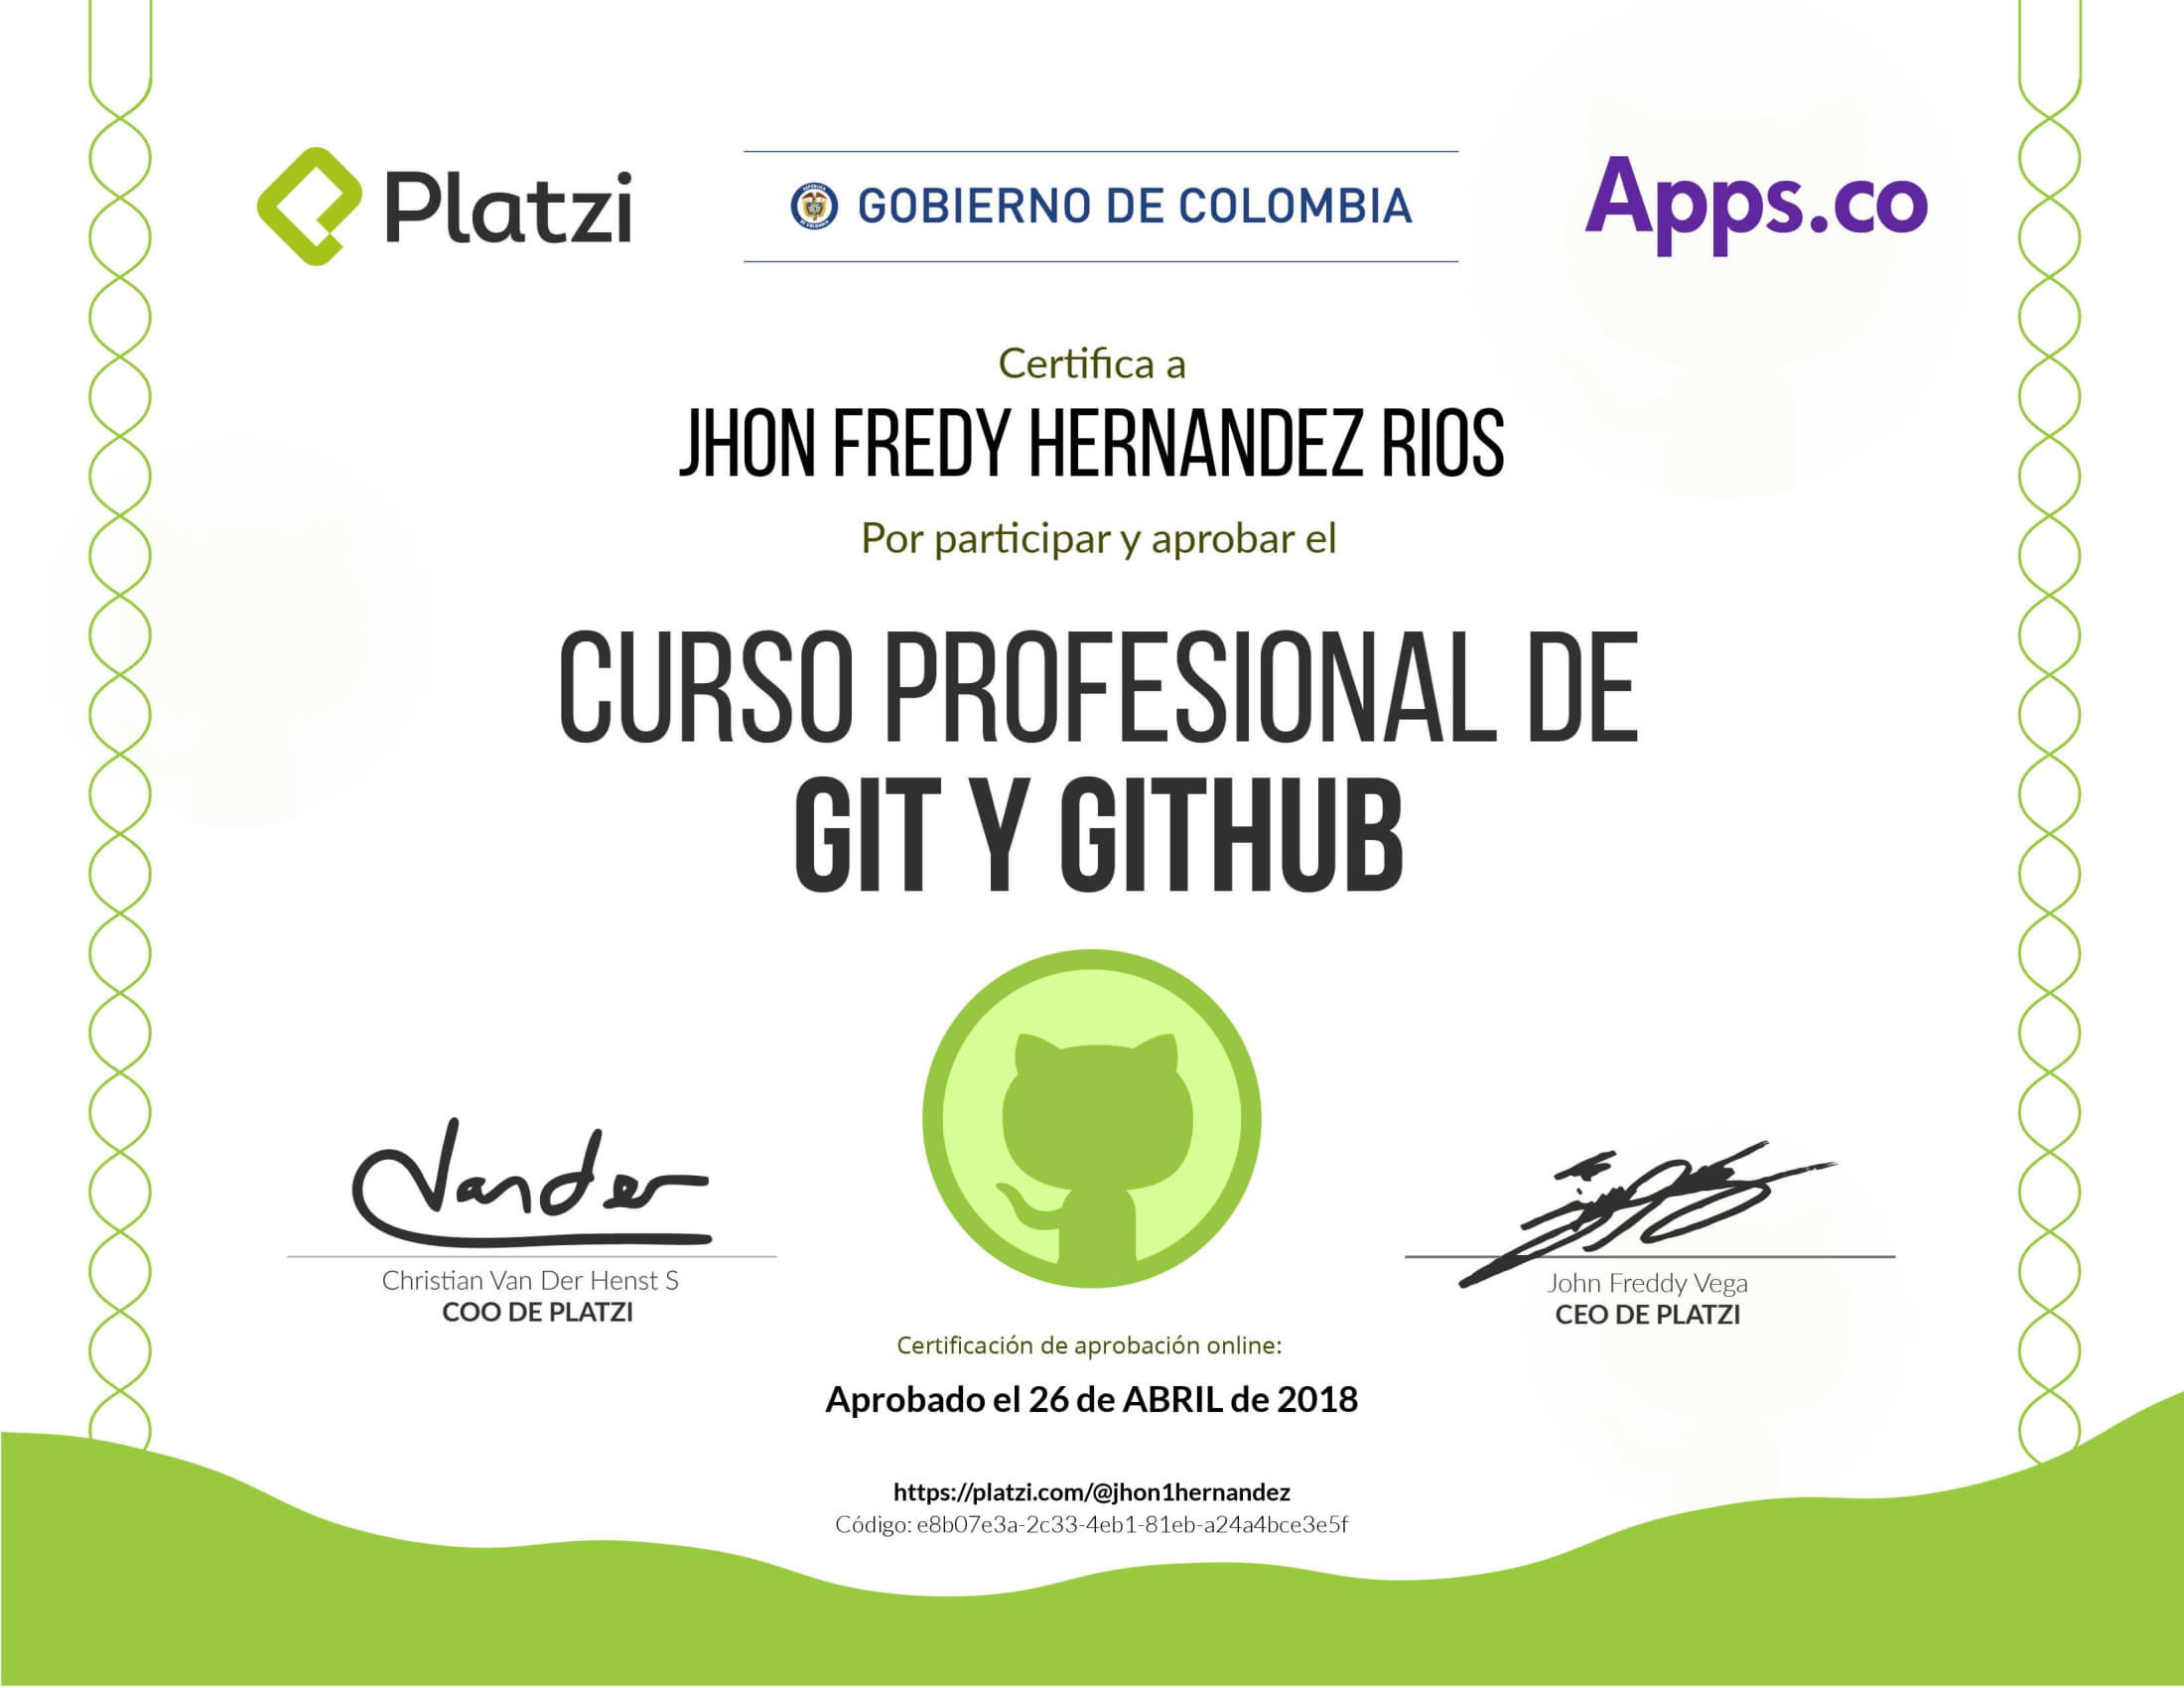 Platzi
GOBIERNO DE COLOMBIA
Apps.co
Certifica a
JHON FREDY HERNANDEZ RIOS
Por participar y aprobar el
CURSO PROFESIONAL DE
GIT Y GITHUB
Vander
Christian Van Der Henst S
COO DE PLATZI
John Freddy Vega
CEO DE PLATZI
Certificación de aprobación online:
Aprobado el 26 de ABRIL de 2018
https://platzi.com/@jhon1hernandez
Código: e8b07e3a-2c33-4eb1-81eb-a24a4bce3e5f